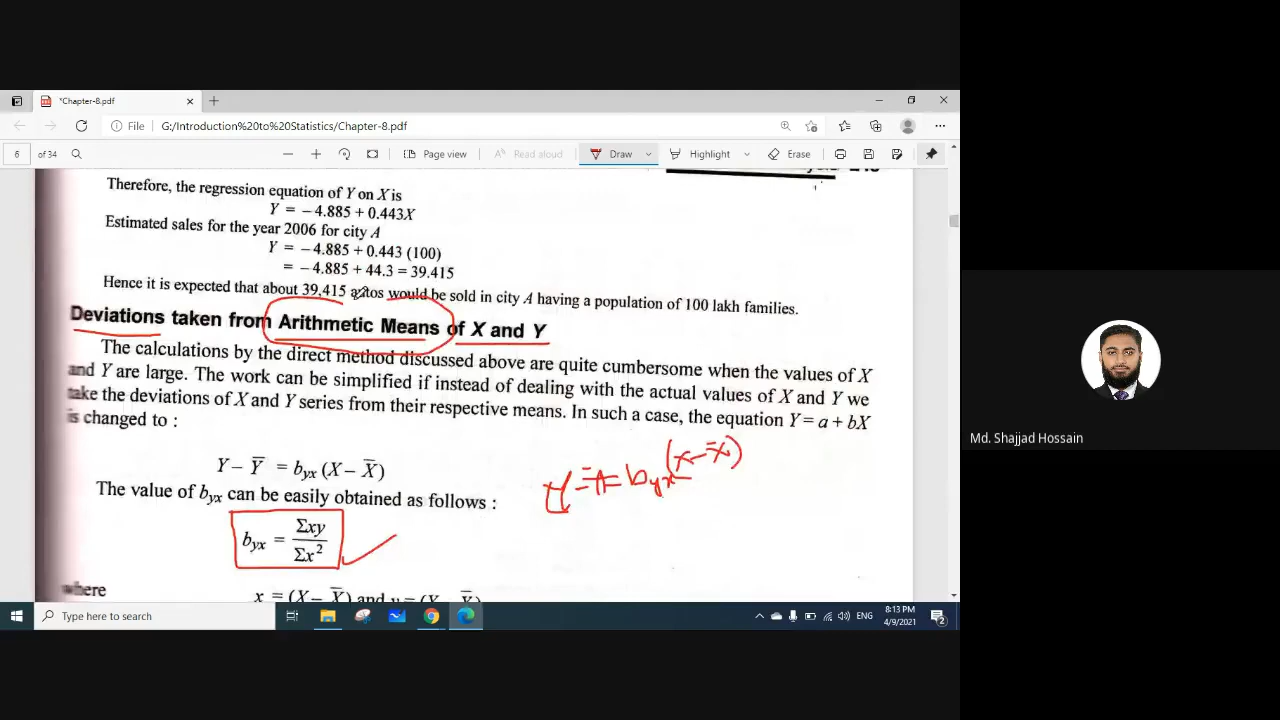 *Chapter-8.pdf
File G:/Introduction%20to%20Statistics/Chapter-8.pdf
6 of 34 Page view Read aloud Draw Highlight Erase
Therefore, the regression equation of Y on X is
Y = − 4.885 + 0.443X
Estimated sales for the year 2006 for city A
Y = − 4.885 + 0.443 (100)
= − 4.885 + 44.3 = 39.415
Hence it is expected that about 39,415 autos would be sold in city A having a population of 100 lakh families.
Deviations taken from Arithmetic Means of X and Y
The calculations by the direct method discussed above are quite cumbersome when the values of X
and Y are large. The work can be simplified if instead of dealing with the actual values of X and Y we
take the deviations of X and Y series from their respective means. In such a case, the equation Y = a + bX
is changed to :
Y − Y̅ = byx (X − X̅)
byx (x − x̅)
The value of byx can be easily obtained as follows :
byx = Σxy / Σx²
where
x = (X − X̅) and y = (Y − Y̅)
Md. Shajjad Hossain
Type here to search
ENG
8:13 PM
4/9/2021
2